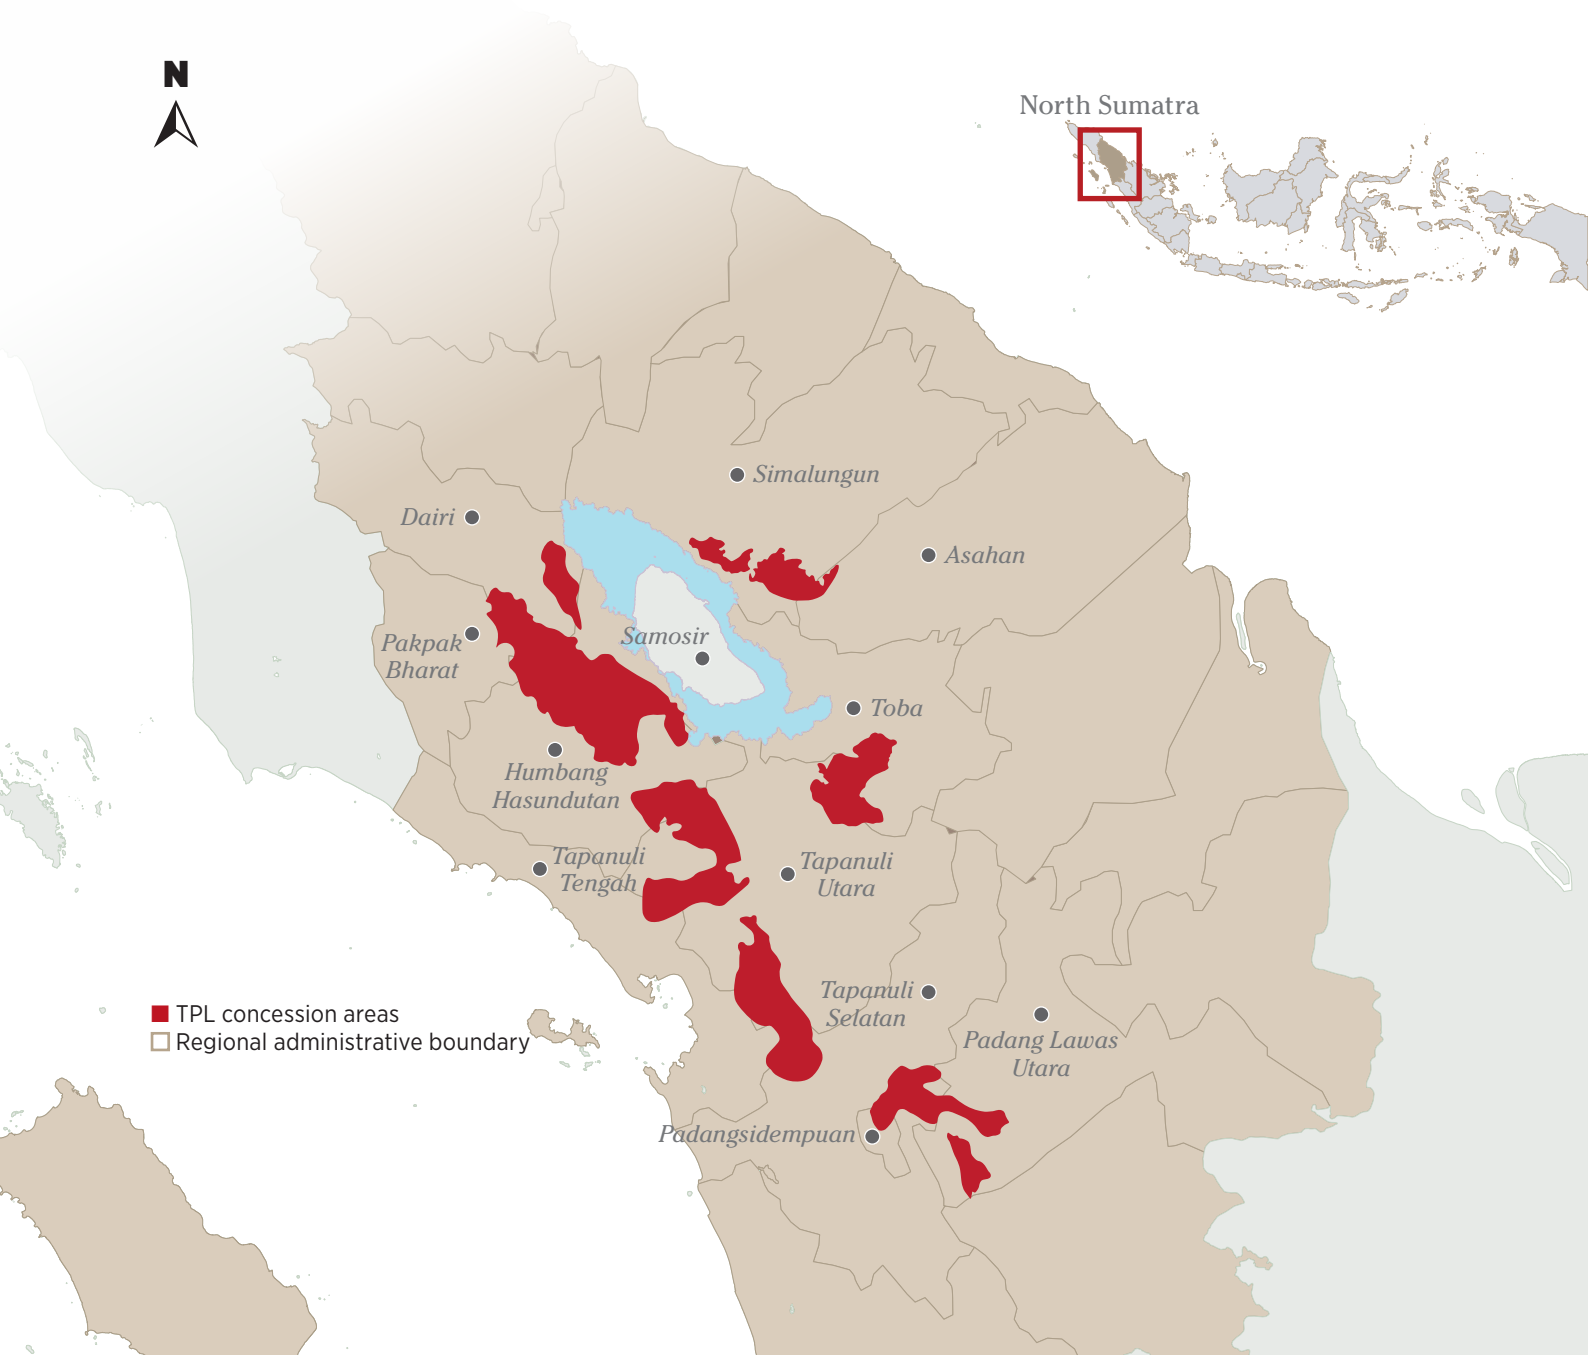 N
North Sumatra
Simalungun
Dairi
Asahan
Samosir
Pakpak
Bharat
Toba
Humbang
Hasundutan
Tapanuli
Tengah
Tapanuli
Utara
Tapanuli
Selatan
TPL concession areas
Regional administrative boundary
Padang Lawas
Utara
Padangsidempuan